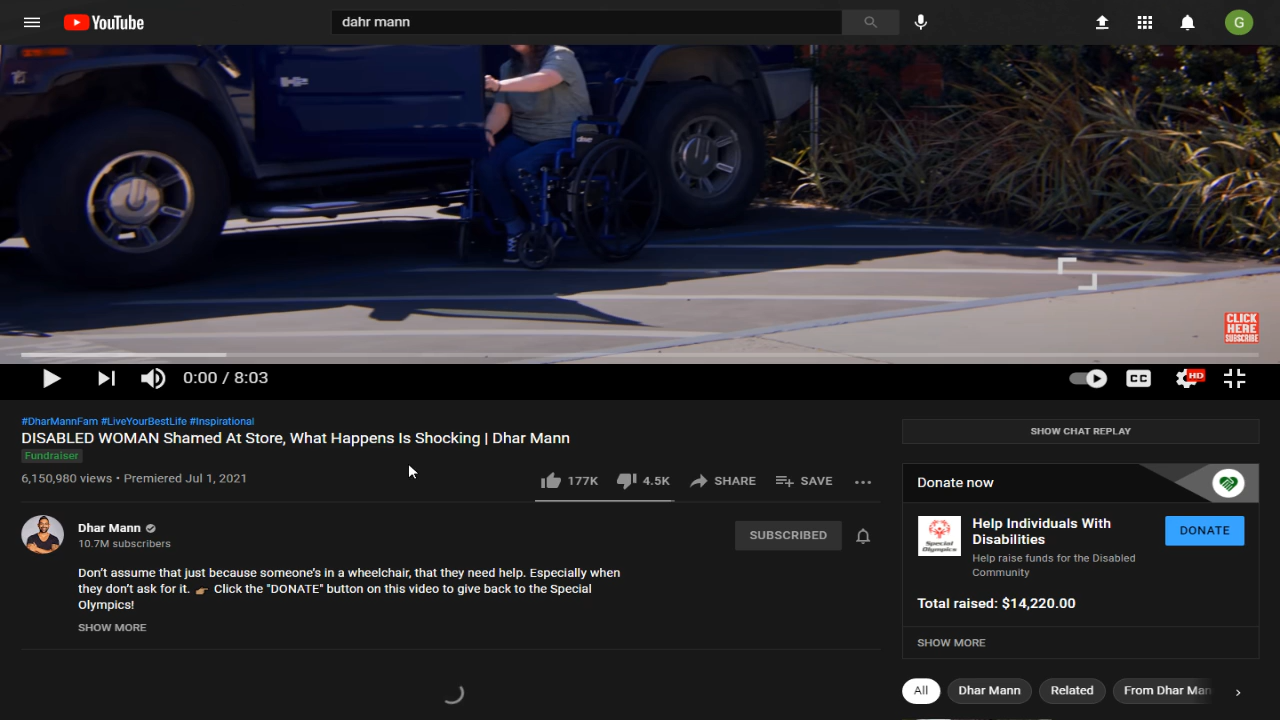 YouTube
dahr mann
G
CLICK
HERE
SUBSCRIBE
0:00 / 8:03
CC
HD
#DharMannFam #LiveYourBestLife #Inspirational
DISABLED WOMAN Shamed At Store, What Happens Is Shocking | Dhar Mann
Fundraiser
6,150,980 views • Premiered Jul 1, 2021
177K
4.5K
SHARE
SAVE
Dhar Mann
10.7M subscribers
SUBSCRIBED
Don’t assume that just because someone’s in a wheelchair, that they need help. Especially when
they don’t ask for it. 👉 Click the "DONATE" button on this video to give back to the Special
Olympics!
SHOW MORE
SHOW CHAT REPLAY
Donate now
Special
Olympics
Help Individuals With
Disabilities
Help raise funds for the Disabled
Community
DONATE
Total raised: $14,220.00
SHOW MORE
All
Dhar Mann
Related
From Dhar Man